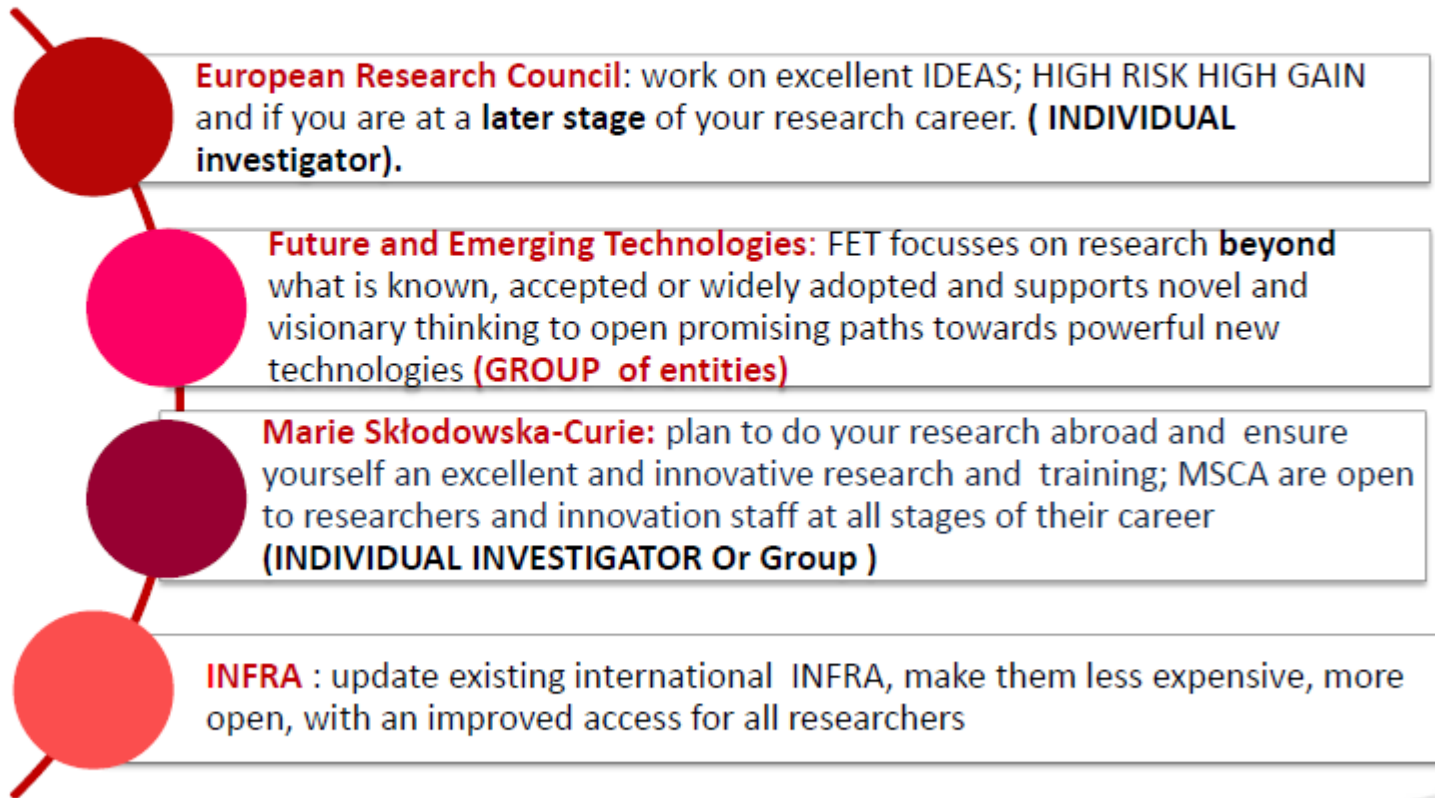 European Research Council: work on excellent IDEAS; HIGH RISK HIGH GAIN
and if you are at a later stage of your research career. ( INDIVIDUAL
investigator).
Future and Emerging Technologies: FET focusses on research beyond
what is known, accepted or widely adopted and supports novel and
visionary thinking to open promising paths towards powerful new
technologies (GROUP of entities)
Marie Skłodowska-Curie: plan to do your research abroad and ensure
yourself an excellent and innovative research and training; MSCA are open
to researchers and innovation staff at all stages of their career
(INDIVIDUAL INVESTIGATOR Or Group )
INFRA : update existing international INFRA, make them less expensive, more
open, with an improved access for all researchers